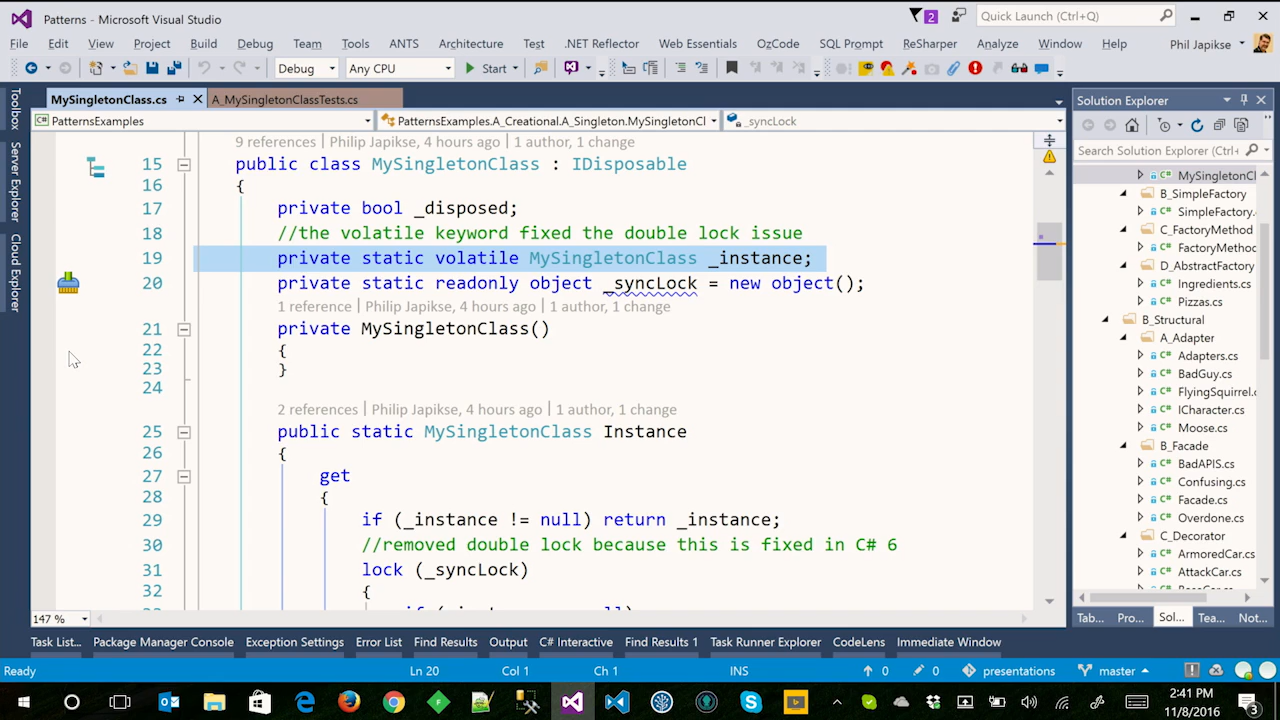 Patterns - Microsoft Visual Studio
2
Quick Launch (Ctrl+Q)
File Edit View Project Build Debug Team Tools ANTS Architecture Test .NET Reflector Web Essentials OzCode SQL Prompt ReSharper Analyze Window Help Phil Japikse
Debug Any CPU Start
Toolbox
Server Explorer
Cloud Explorer
MySingletonClass.cs A_MySingletonClassTests.cs
PatternsExamples PatternsExamples.A_Creational.A_Singleton.MySingletonCl _syncLock
9 references | Philip Japikse, 4 hours ago | 1 author, 1 change
15 public class MySingletonClass : IDisposable
16 {
17 private bool _disposed;
18 //the volatile keyword fixed the double lock issue
19 private static volatile MySingletonClass _instance;
20 private static readonly object _syncLock = new object();
1 reference | Philip Japikse, 4 hours ago | 1 author, 1 change
21 private MySingletonClass()
22 {
23 }
24
2 references | Philip Japikse, 4 hours ago | 1 author, 1 change
25 public static MySingletonClass Instance
26 {
27 get
28 {
29 if (_instance != null) return _instance;
30 //removed double lock because this is fixed in C# 6
31 lock (_syncLock)
32 {
147 %
Solution Explorer
Search Solution Explorer (Ctrl+
MySingletonCl
B_SimpleFactory
SimpleFactory.
C_FactoryMethod
FactoryMethod
D_AbstractFactory
Ingredients.cs
Pizzas.cs
B_Structural
A_Adapter
Adapters.cs
BadGuy.cs
FlyingSquirrel.c
ICharacter.cs
Moose.cs
B_Facade
BadAPIS.cs
Confusing.cs
Facade.cs
Overdone.cs
C_Decorator
ArmoredCar.cs
AttackCar.cs
Tab... Pro... Sol... Tea... Not...
Task List... Package Manager Console Exception Settings Error List Find Results Output C# Interactive Find Results 1 Task Runner Explorer CodeLens Immediate Window
Ready Ln 20 Col 1 Ch 1 INS 0 0 presentations master
2:41 PM
11/8/2016
3